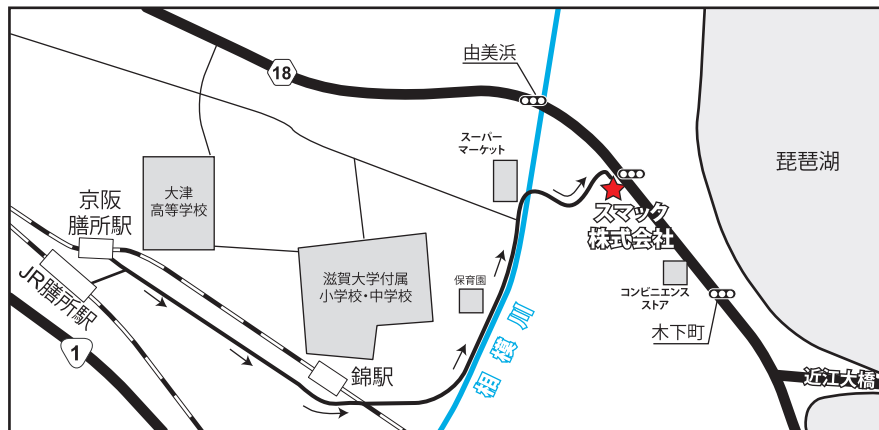 由美浜
18
スーパー
マーケット
琵琶湖
大津
高等学校
京阪
膳所駅
スマック
株式会社
JR膳所駅
滋賀大学付属
小学校・中学校
保育園
コンビニエンス
ストア
相模川
木下町
1
錦駅
近江大橋